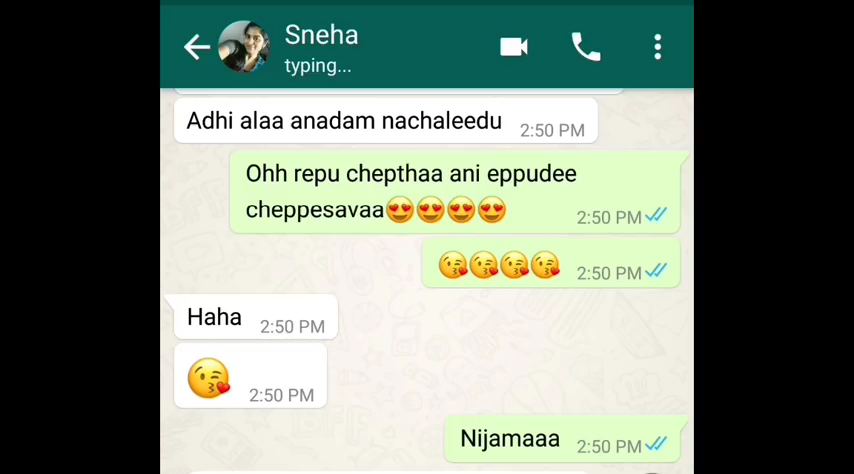 Sneha
typing...
Adhi alaa anadam nachaleedu 2:50 PM
Ohh repu chepthaa ani eppudee
cheppesavaa😍😍😍😍 2:50 PM
😘😘😘😘 2:50 PM
Haha 2:50 PM
😘 2:50 PM
Nijamaaa 2:50 PM